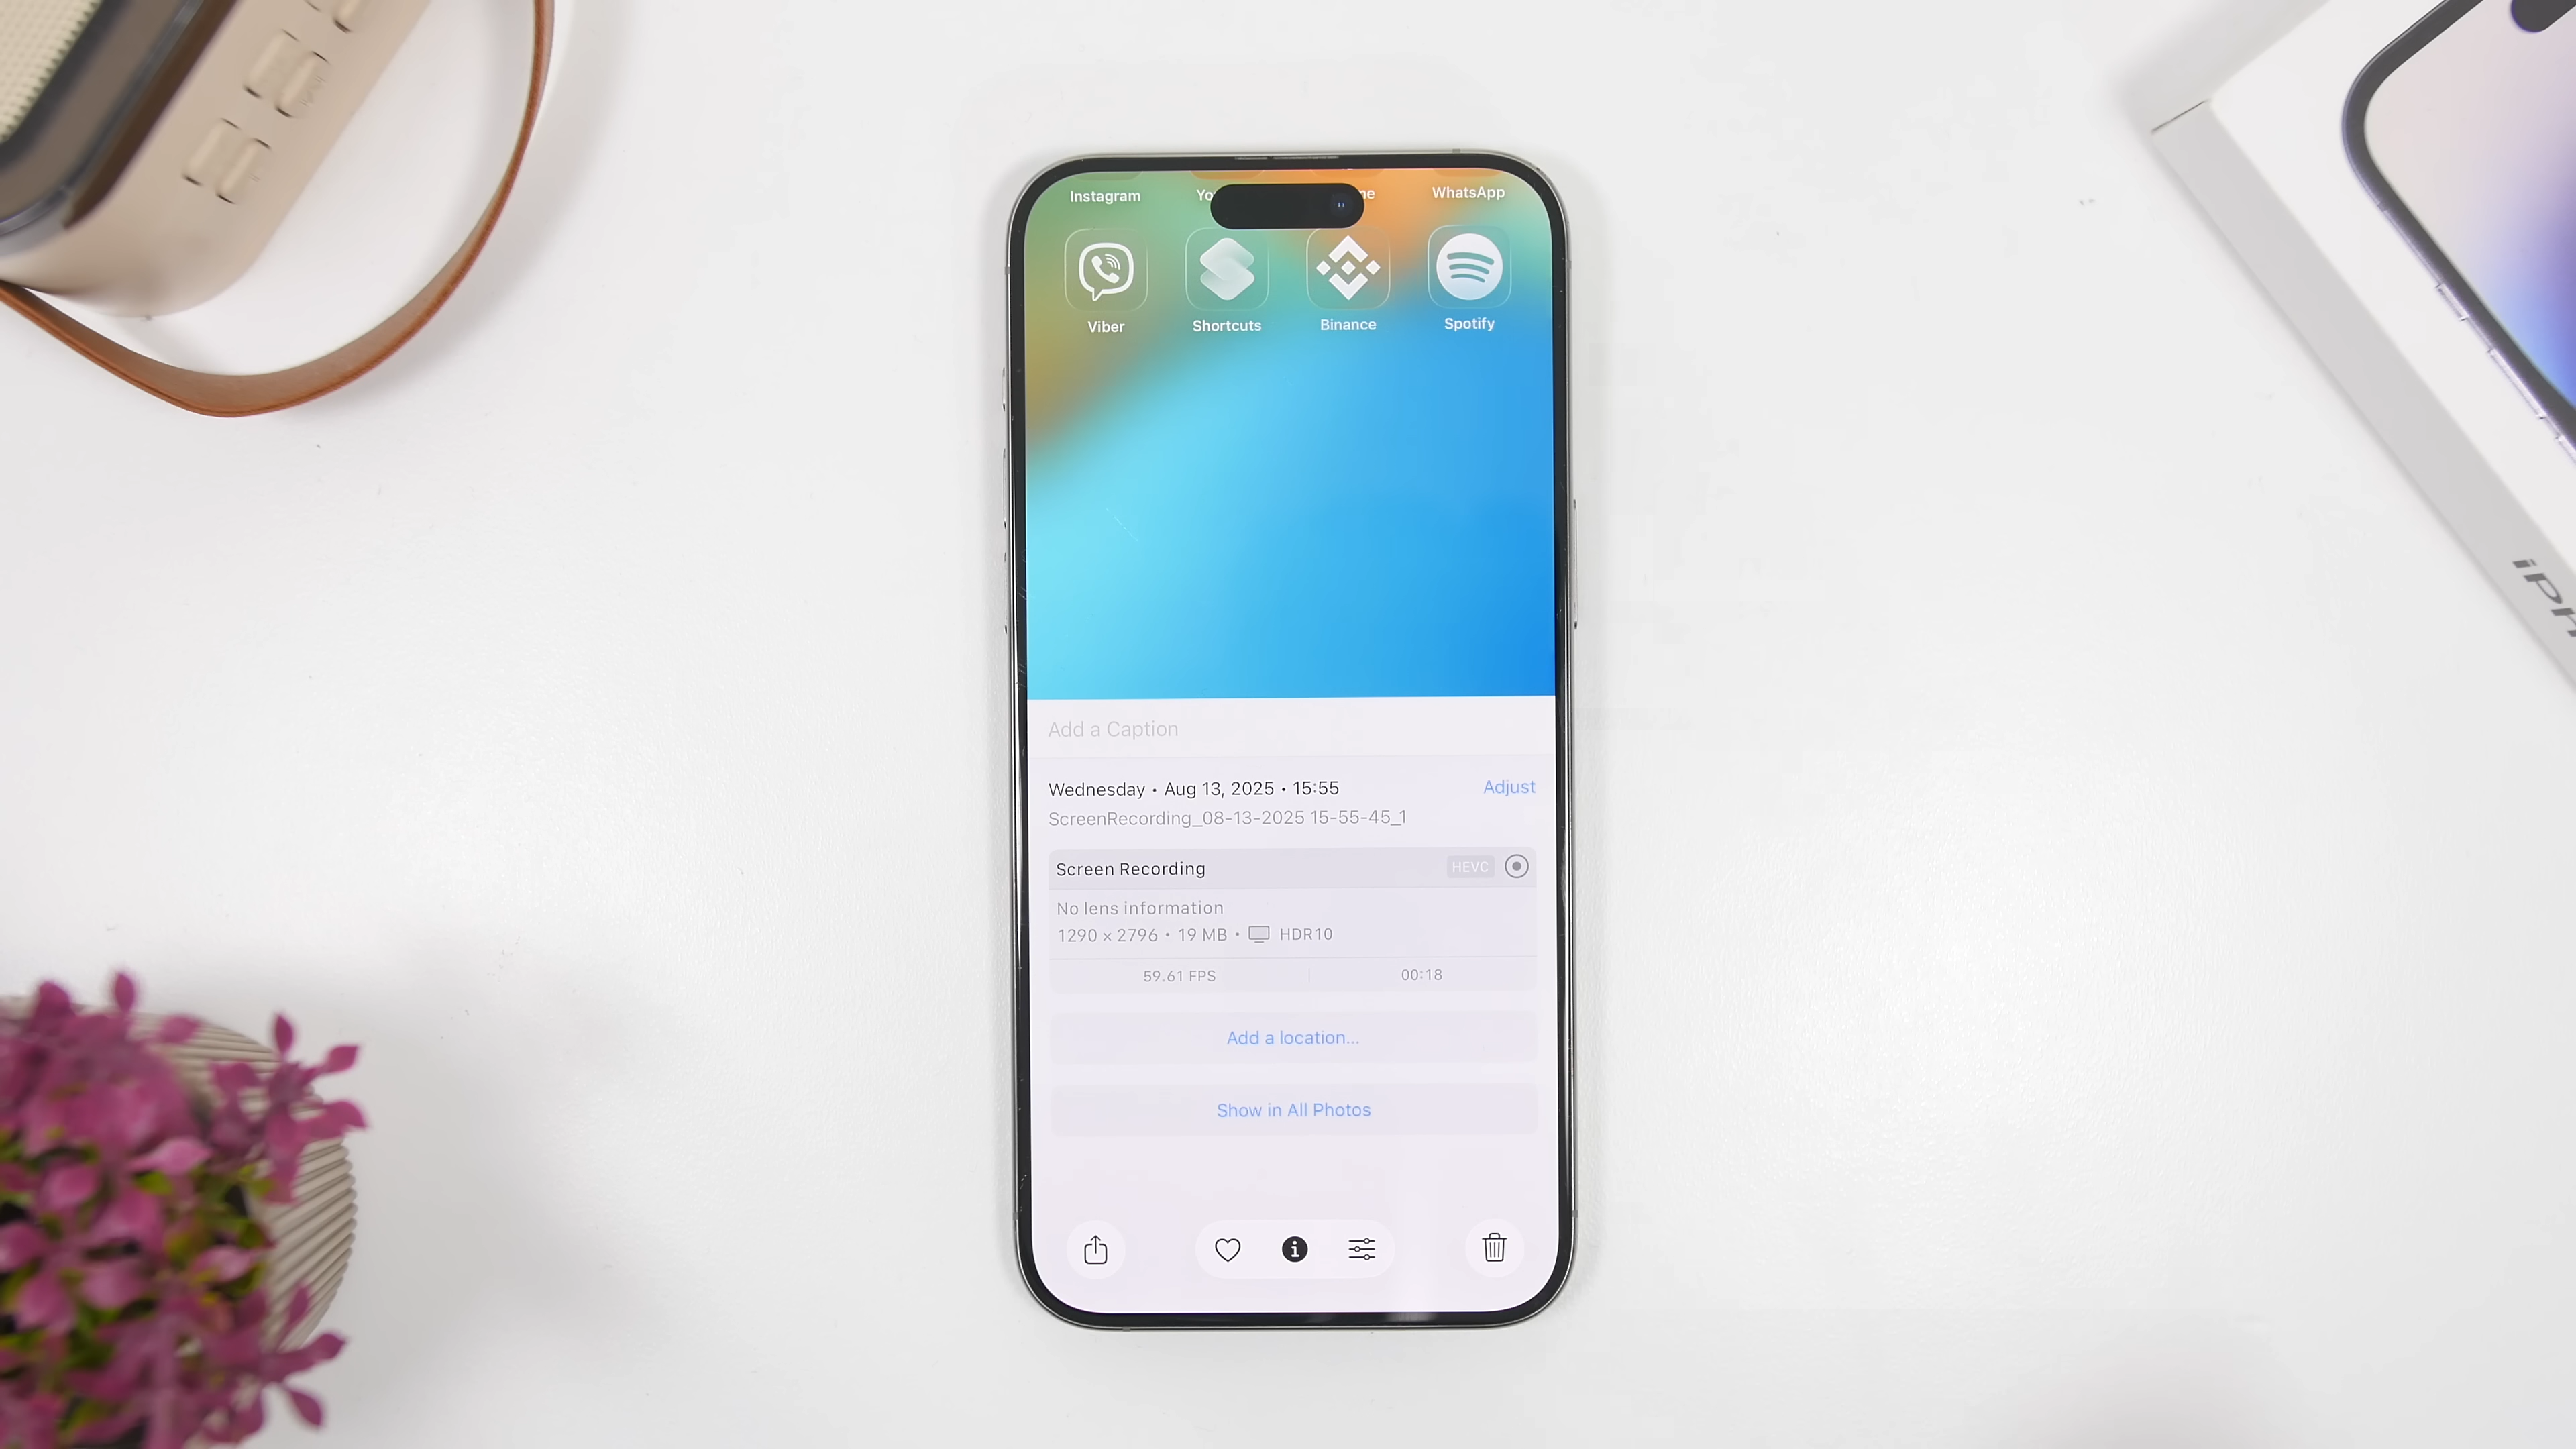 Instagram
WhatsApp
Viber
Shortcuts
Binance
Spotify
Add a Caption
Wednesday • Aug 13, 2025 • 15:55
Adjust
ScreenRecording_08-13-2025 15-55-45_1
Screen Recording
HEVC
No lens information
1290 × 2796 • 19 MB • HDR10
59.61 FPS
00:18
Add a location...
Show in All Photos